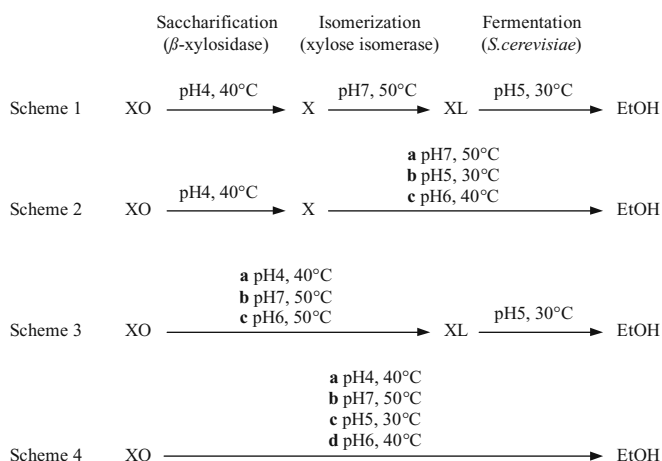 Saccharification Isomerization Fermentation
(β-xylosidase) (xylose isomerase) (S.cerevisiae)
pH4, 40°C pH7, 50°C pH5, 30°C
Scheme 1 XO X XL EtOH
a pH7, 50°C
b pH5, 30°C
pH4, 40°C c pH6, 40°C
Scheme 2 XO X EtOH
a pH4, 40°C
b pH7, 50°C
c pH6, 50°C pH5, 30°C
Scheme 3 XO XL EtOH
a pH4, 40°C
b pH7, 50°C
c pH5, 30°C
d pH6, 40°C
Scheme 4 XO EtOH